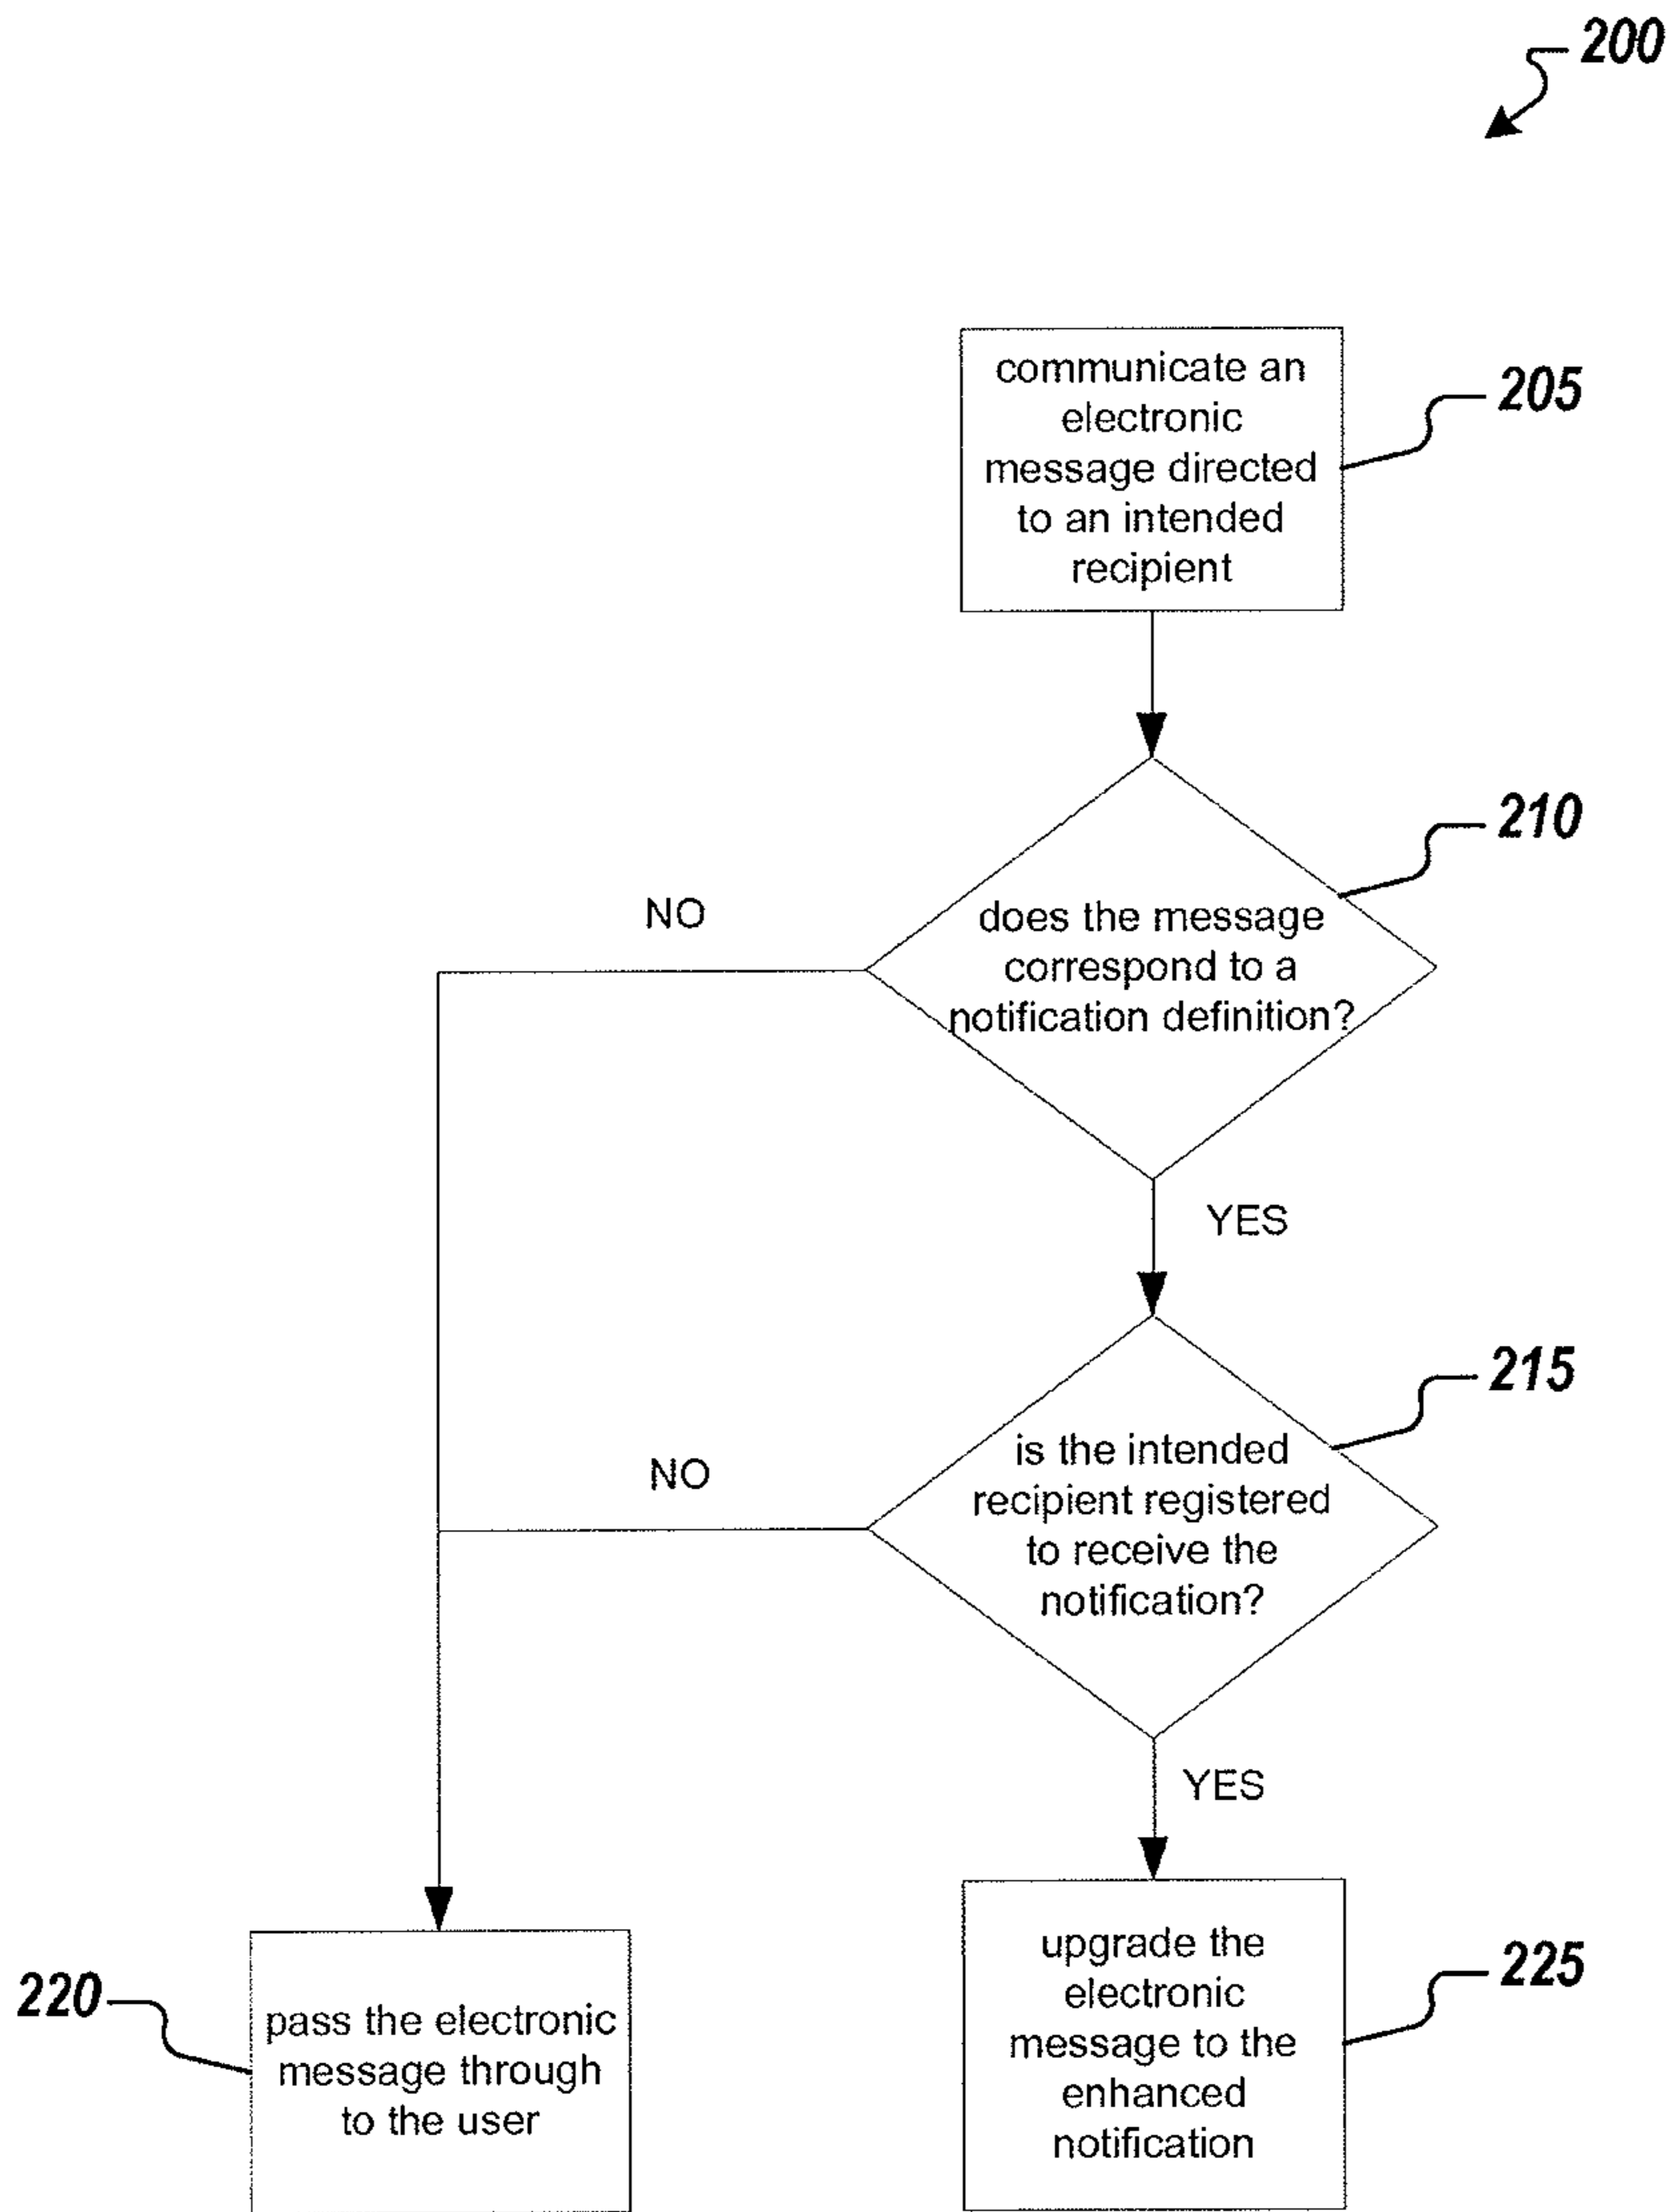 200
communicate an
electronic
message directed
to an intended
recipient
205
210
NO
does the message
correspond to a
notification definition?
YES
215
NO
is the intended
recipient registered
to receive the
notification?
YES
220
pass the electronic
message through
to the user
upgrade the
electronic
message to the
enhanced
notification
225